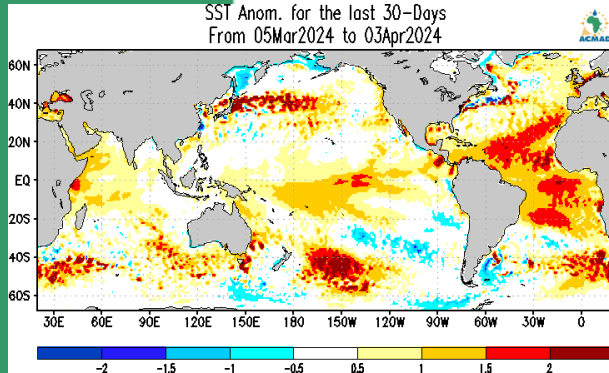 SST Anom. for the last 30-Days
From 05Mar2024 to 03Apr2024
ACMAD
60N
40N
20N
EQ
20S
40S
60S
30E 60E 90E 120E 150E 180 150W 120W 90W 60W 30W 0
-2 -1.5 -1 -0.5 0.5 1 1.5 2